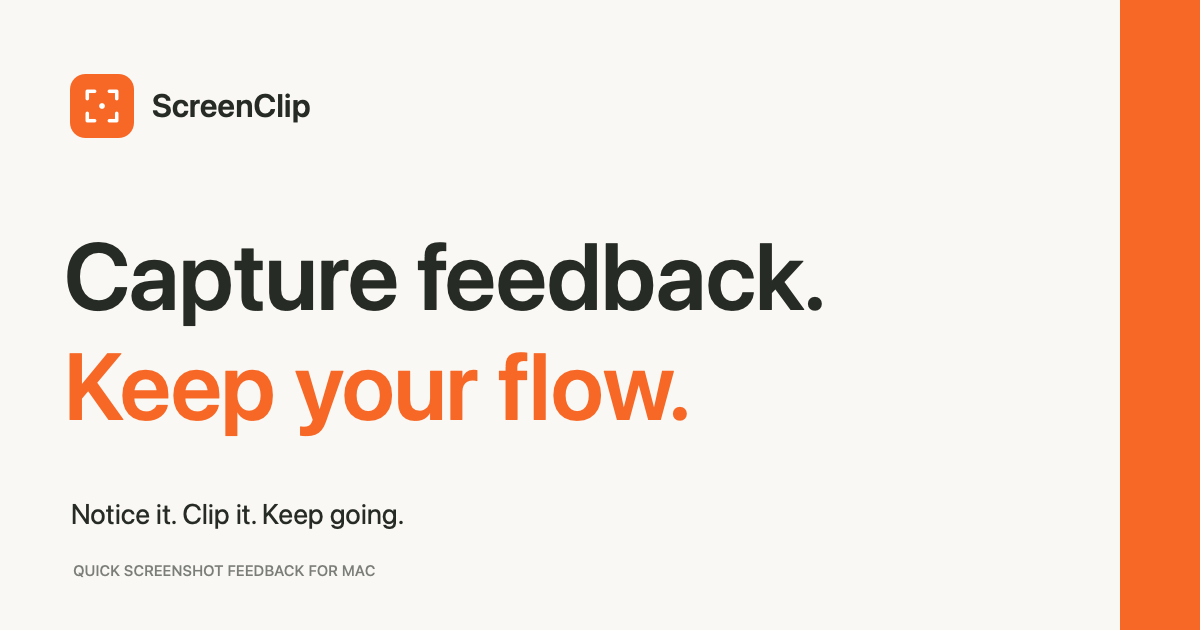 ScreenClip
Capture feedback.
Keep your flow.
Notice it. Clip it. Keep going.
QUICK SCREENSHOT FEEDBACK FOR MAC